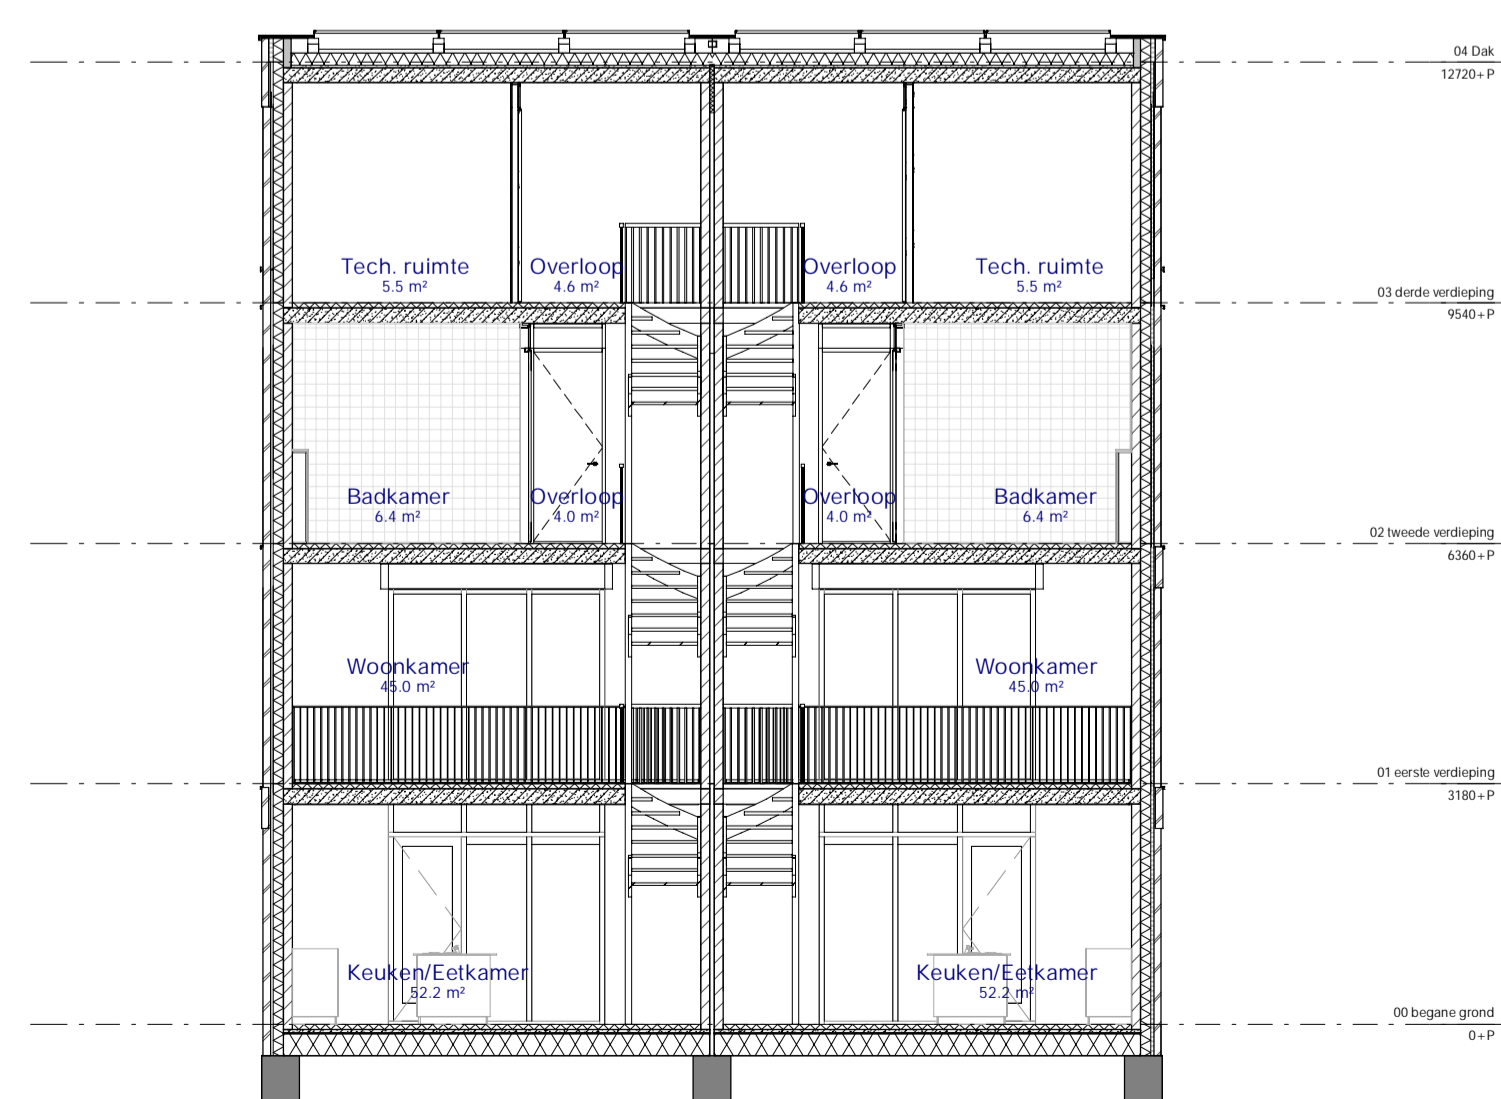 04 Dak
12720+P
Tech. ruimte
5.5 m²
Overloop
4.6 m²
Overloop
4.6 m²
Tech. ruimte
5.5 m²
03 derde verdieping
9540+P
Badkamer
6.4 m²
Overloop
4.0 m²
Overloop
4.0 m²
Badkamer
6.4 m²
02 tweede verdieping
6360+P
Woonkamer
45.0 m²
Woonkamer
45.0 m²
01 eerste verdieping
3180+P
Keuken/Eetkamer
52.2 m²
Keuken/Eetkamer
52.2 m²
00 begane grond
0+P